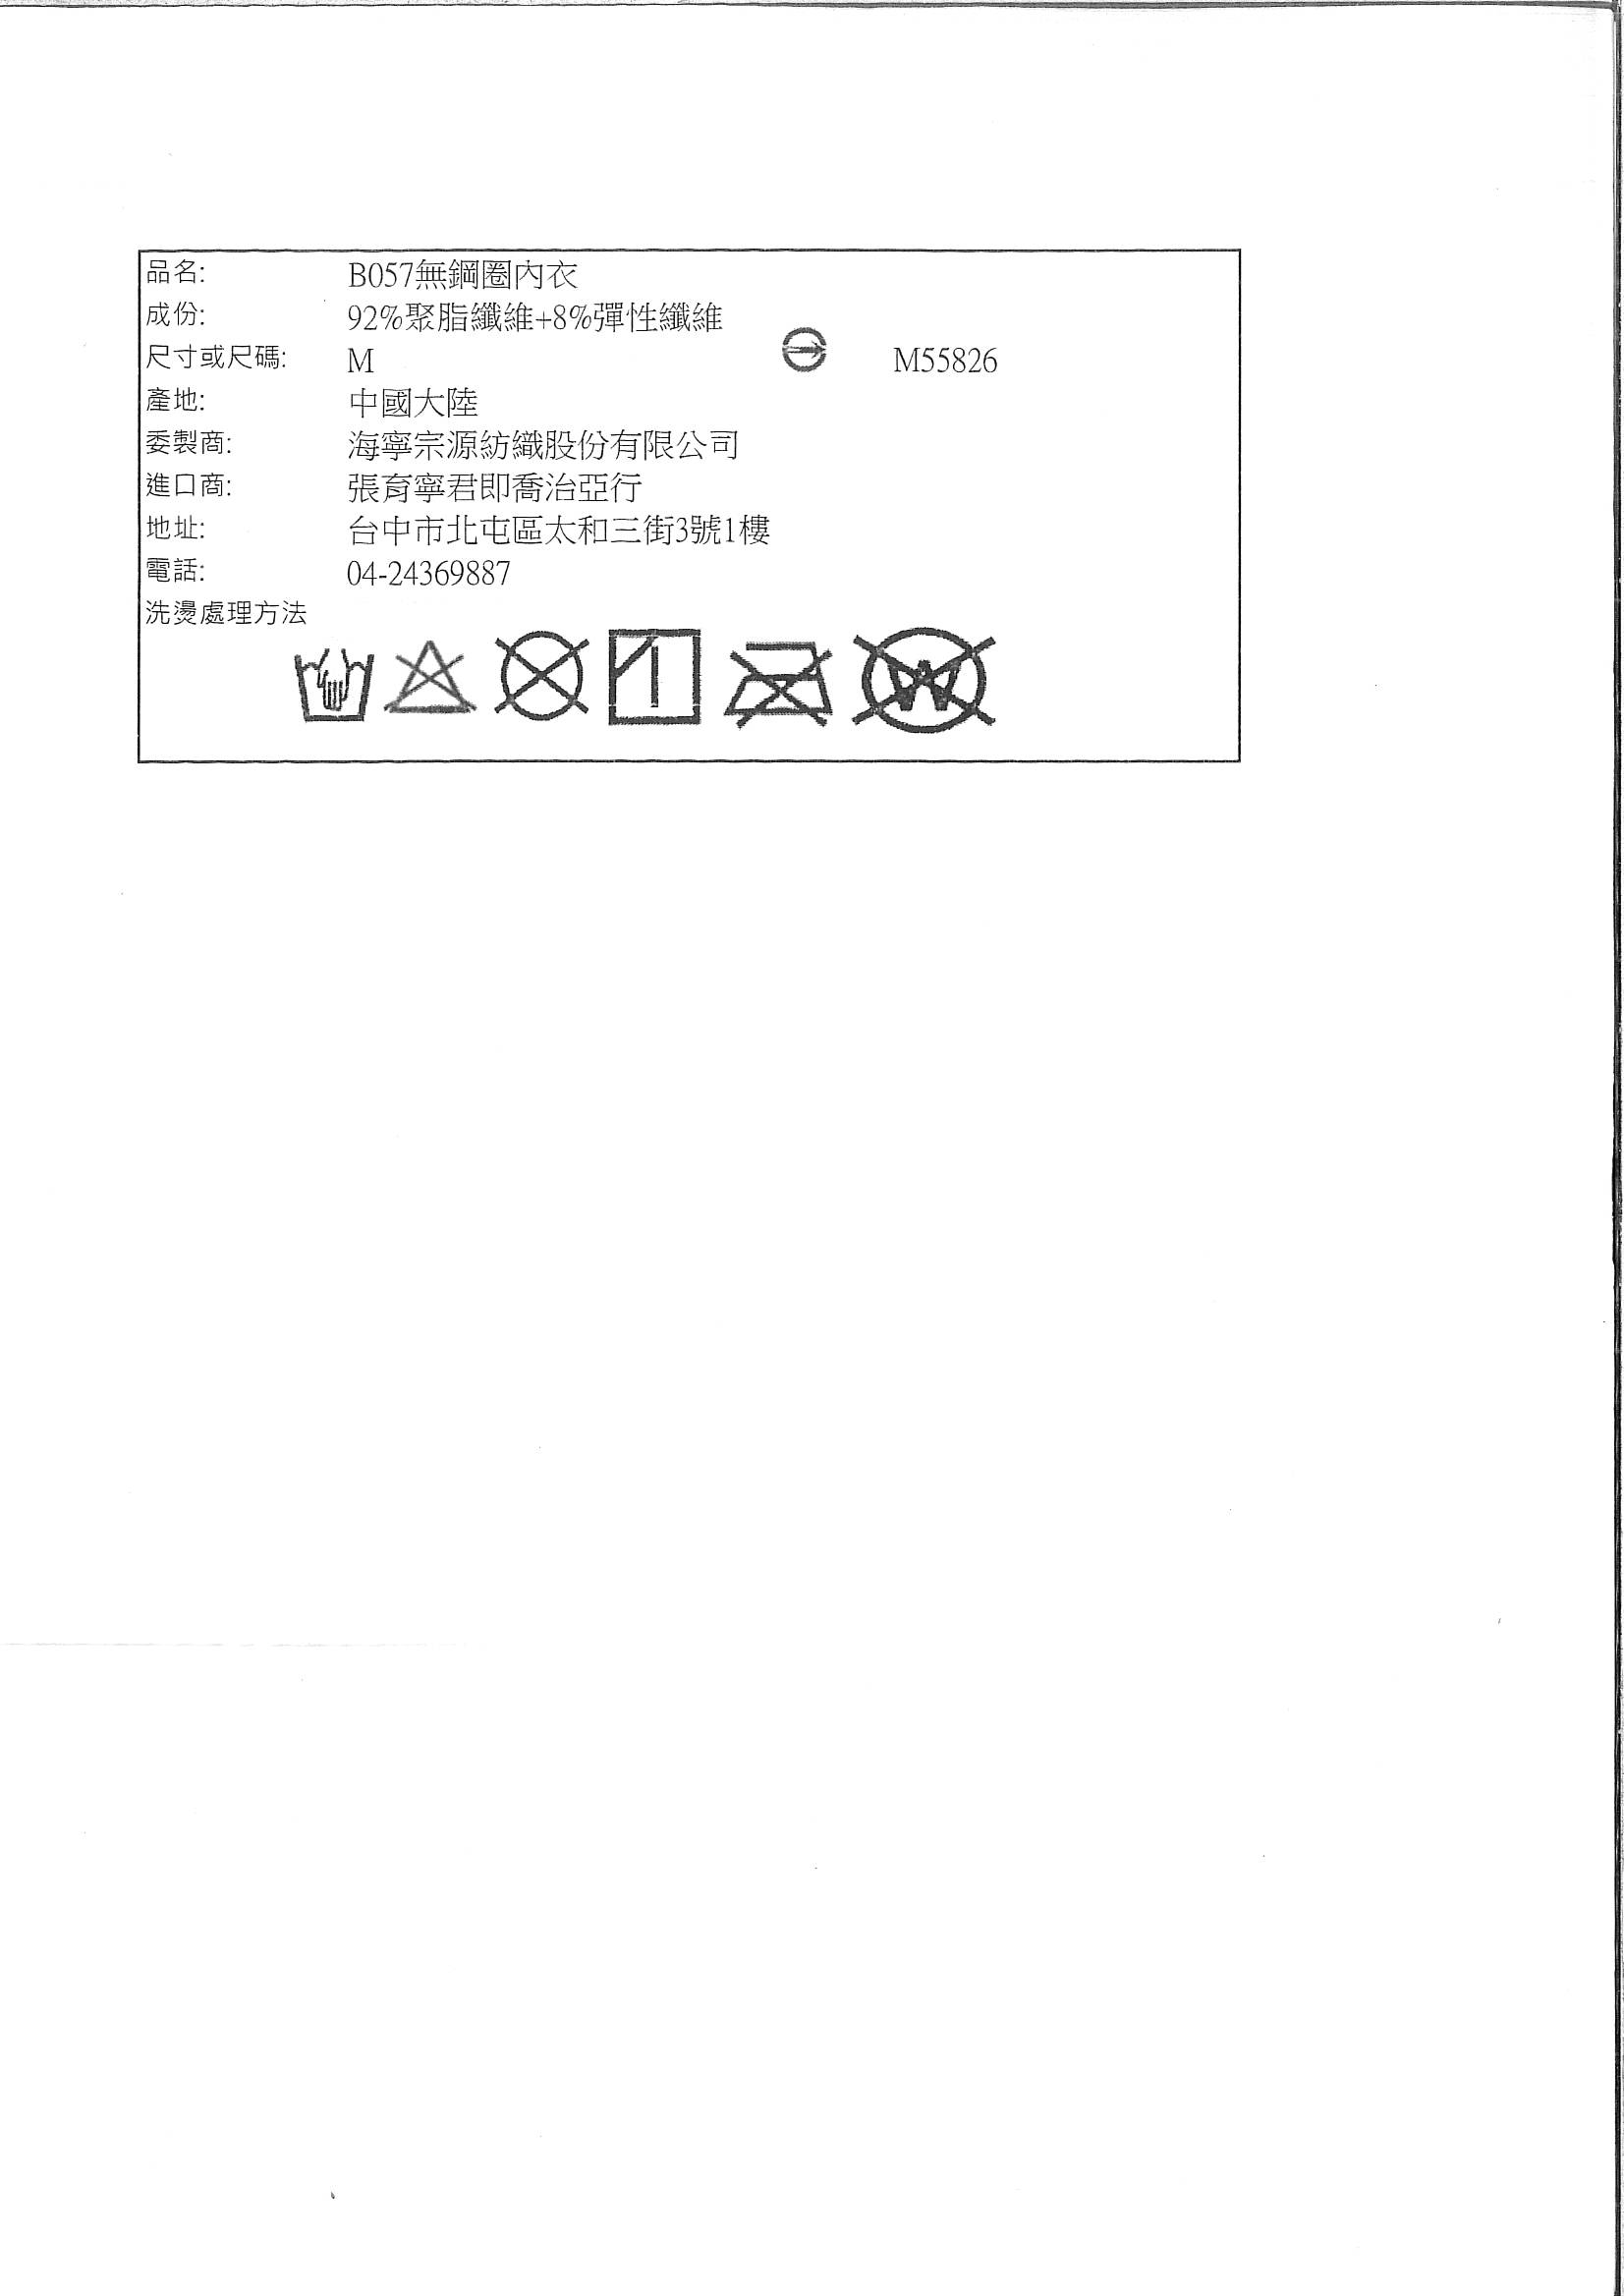 品名: B057無鋼圈內衣
成份: 92%聚脂纖維+8%彈性纖維
尺寸或尺碼: M M55826
產地: 中國大陸
委製商: 海寧宗源紡織股份有限公司
進口商: 張育寧君即喬治亞行
地址: 台中市北屯區太和三街3號1樓
電話: 04-24369887
洗燙處理方法
W